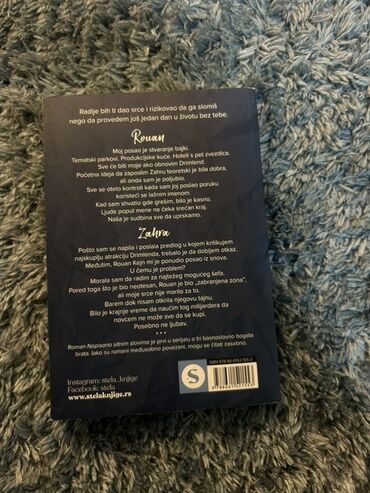 Radije bih ti dao srce i rizikovao da ga slomiš
nego da provedem još jedan dan u životu bez tebe.
Rouan
Moj posao je stvaranje bajki.
Tematski parkovi. Produkcijske kuće. Hoteli s pet zvezdica.
Sve će biti moje ako obnovim Drimlend.
Početna ideja da zaposlim Zahru teoretski je bila dobra,
ali onda sam je poljubio.
Sve se otelo kontroli kada sam joj poslao poruku
koristeći se lažnim imenom.
Kad sam shvatio gde grešim, bilo je kasno.
Ljude poput mene ne čeka srećan kraj.
Naša je sudbina sve da upskamo.
Zahra
Pošto sam se napila i poslala predlog u kojem kritikujem
najskuplju atrakciju Drimlenda, trebalo je da dobijem otkaz.
Međutim, Rouan Kejn mi je ponudio posao iz snova.
U čemu je problem?
Morala sam da radim za najtežeg mogućeg šefa.
Pored toga što je bio neotesan, Rouan je bio „zabranjena zona”,
ali moje srce nije marilo za to.
Barem dok nisam otkrila njegovu tajnu.
Bilo je krajnje vreme da naučim tog milijardera da
novcem ne može sve da se kupi.
Posebno ne ljubav.
Roman Napisano sitnim slovima je prvi u serijalu o tri basnoslovno bogata
brata. Iako su romani međusobno povezani, mogu se čitati zasebno.
Instagram: stela_knjige
Facebook: stela
www.stelaknjige.rs
S